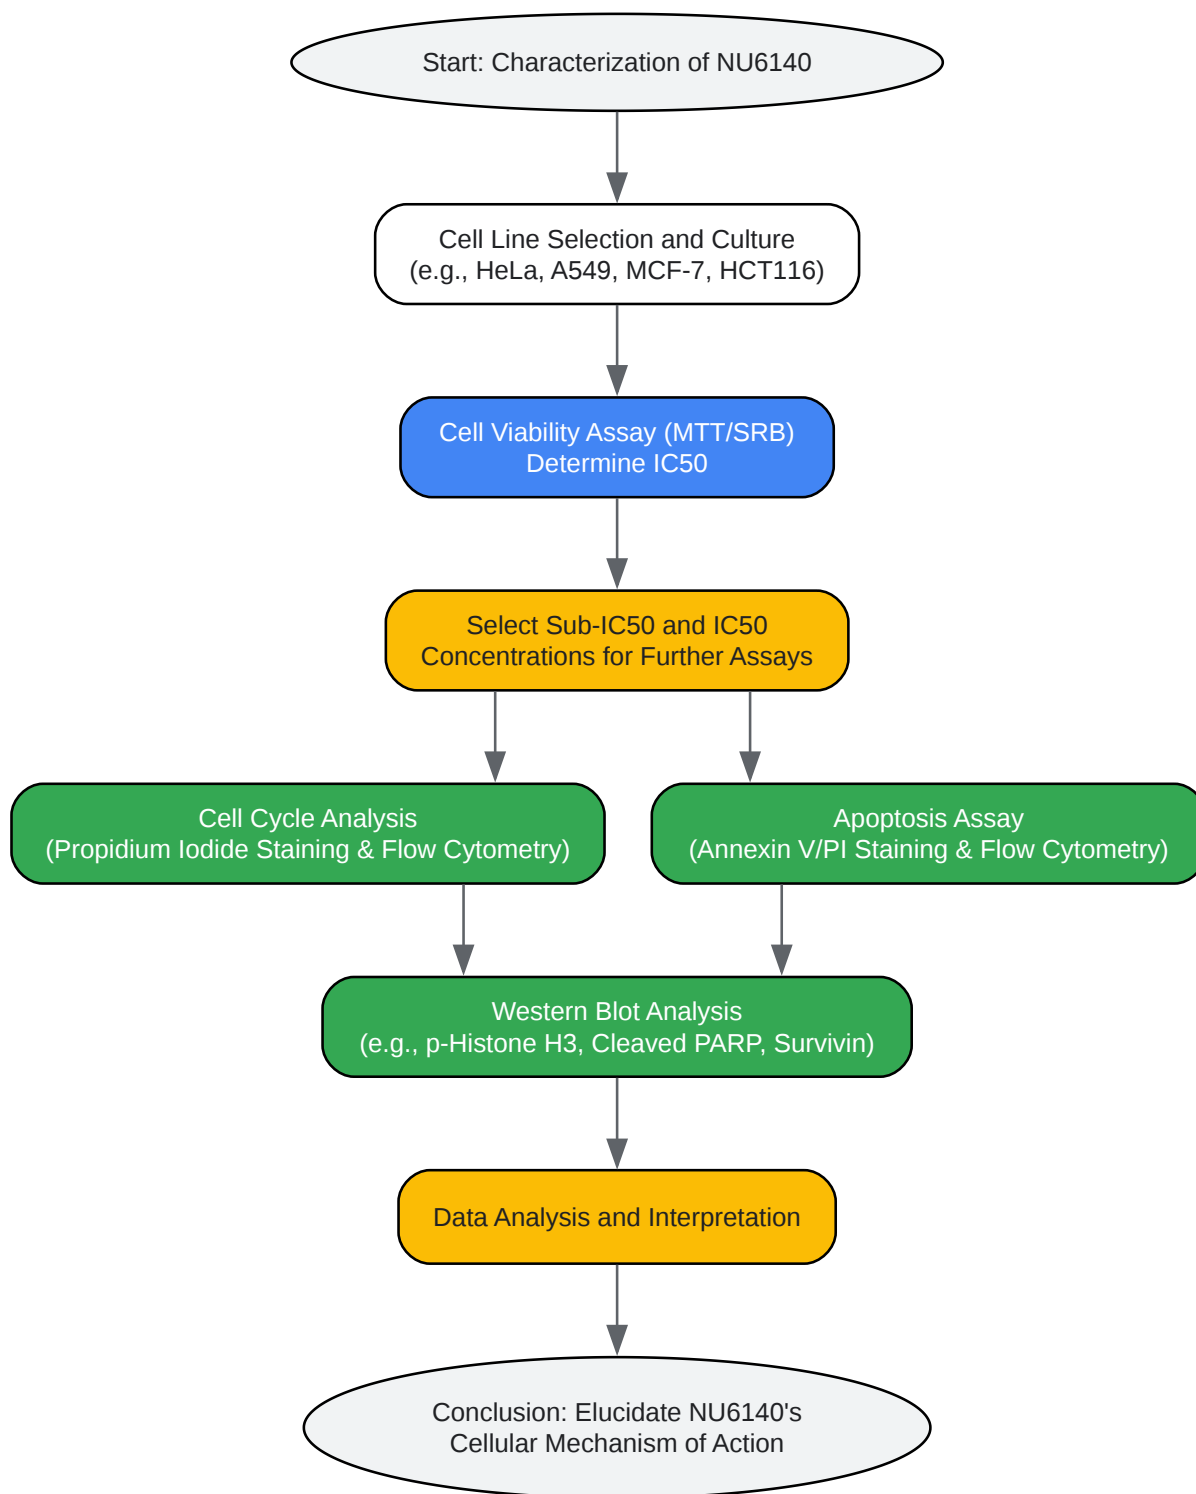 Start: Characterization of NU6140
Cell Line Selection and Culture
(e.g., HeLa, A549, MCF-7, HCT116)
Cell Viability Assay (MTT/SRB)
Determine IC50
Select Sub-IC50 and IC50
Concentrations for Further Assays
Cell Cycle Analysis
(Propidium Iodide Staining & Flow Cytometry)
Apoptosis Assay
(Annexin V/PI Staining & Flow Cytometry)
Western Blot Analysis
(e.g., p-Histone H3, Cleaved PARP, Survivin)
Data Analysis and Interpretation
Conclusion: Elucidate NU6140's
Cellular Mechanism of Action